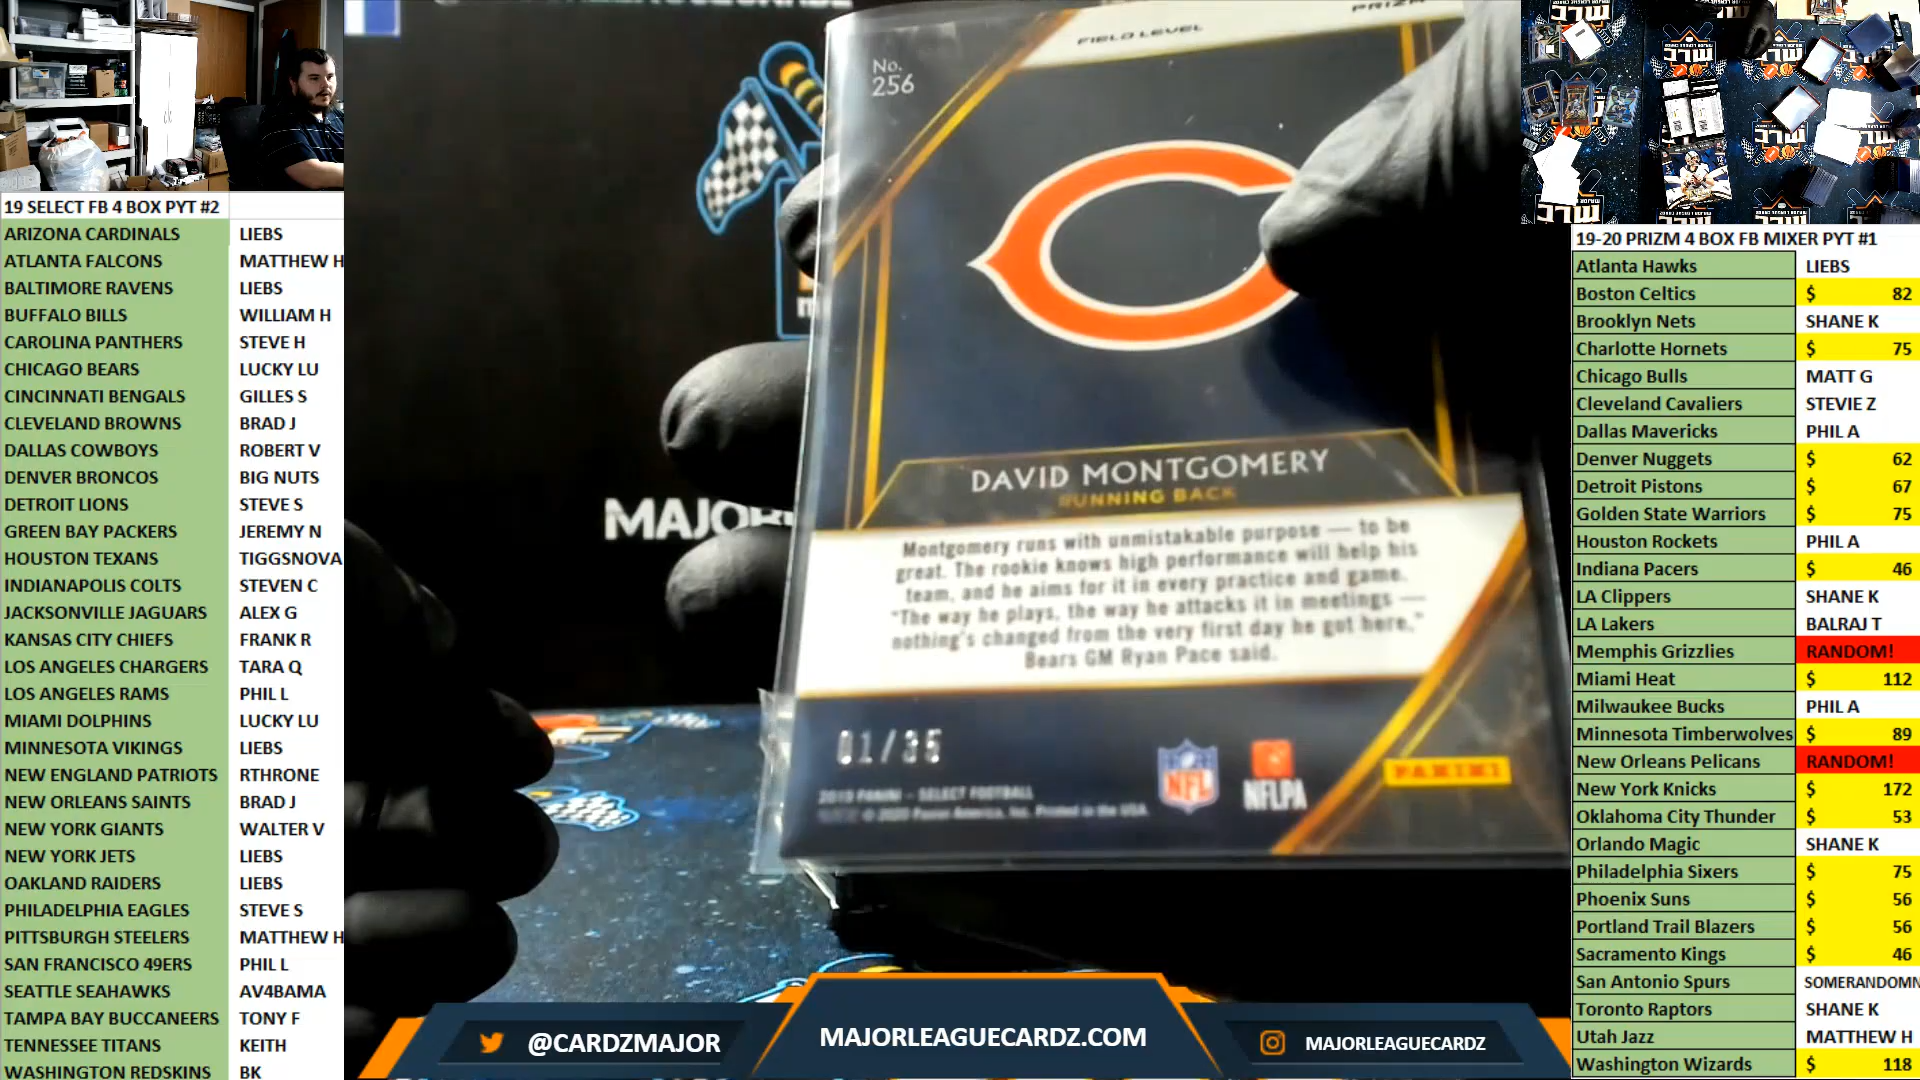 19 SELECT FB 4 BOX PYT #2
ARIZONA CARDINALS LIEBS
ATLANTA FALCONS MATTHEW H
BALTIMORE RAVENS LIEBS
BUFFALO BILLS WILLIAM H
CAROLINA PANTHERS STEVE H
CHICAGO BEARS LUCKY LU
CINCINNATI BENGALS GILLES S
CLEVELAND BROWNS BRAD J
DALLAS COWBOYS ROBERT V
DENVER BRONCOS BIG NUTS
DETROIT LIONS STEVE S
GREEN BAY PACKERS JEREMY N
HOUSTON TEXANS TIGGSNOVA
INDIANAPOLIS COLTS STEVEN C
JACKSONVILLE JAGUARS ALEX G
KANSAS CITY CHIEFS FRANK R
LOS ANGELES CHARGERS TARA Q
LOS ANGELES RAMS PHIL L
MIAMI DOLPHINS LUCKY LU
MINNESOTA VIKINGS LIEBS
NEW ENGLAND PATRIOTS RTHRONE
NEW ORLEANS SAINTS BRAD J
NEW YORK GIANTS WALTER V
NEW YORK JETS LIEBS
OAKLAND RAIDERS LIEBS
PHILADELPHIA EAGLES STEVE S
PITTSBURGH STEELERS MATTHEW H
SAN FRANCISCO 49ERS PHIL L
SEATTLE SEAHAWKS AV4BAMA
TAMPA BAY BUCCANEERS TONY F
TENNESSEE TITANS KEITH
WASHINGTON REDSKINS BK
FIELD LEVEL
PRIZM
No.
256
DAVID MONTGOMERY
RUNNING BACK
Montgomery runs with unmistakable purpose — to be
great. The rookie knows high performance will help his
team, and he aims for it in every practice and game.
"The way he plays, the way he attacks it in meetings —
nothing's changed from the very first day he got here,"
Bears GM Ryan Pace said.
01/35
NFL
NFLPA
PANINI
2019 PANINI - SELECT FOOTBALL
© 2020 Panini America, Inc. Printed in the USA.
@CARDZMAJOR
MAJORLEAGUECARDZ.COM
MAJORLEAGUECARDZ
19-20 PRIZM 4 BOX FB MIXER PYT #1
Atlanta Hawks LIEBS
Boston Celtics $ 82
Brooklyn Nets SHANE K
Charlotte Hornets $ 75
Chicago Bulls MATT G
Cleveland Cavaliers STEVIE Z
Dallas Mavericks PHIL A
Denver Nuggets $ 62
Detroit Pistons $ 67
Golden State Warriors $ 75
Houston Rockets PHIL A
Indiana Pacers $ 46
LA Clippers SHANE K
LA Lakers BALRAJ T
Memphis Grizzlies RANDOM!
Miami Heat $ 112
Milwaukee Bucks PHIL A
Minnesota Timberwolves $ 89
New Orleans Pelicans RANDOM!
New York Knicks $ 172
Oklahoma City Thunder $ 53
Orlando Magic SHANE K
Philadelphia Sixers $ 75
Phoenix Suns $ 56
Portland Trail Blazers $ 56
Sacramento Kings $ 46
San Antonio Spurs SOMERANDOMN
Toronto Raptors SHANE K
Utah Jazz MATTHEW H
Washington Wizards $ 118